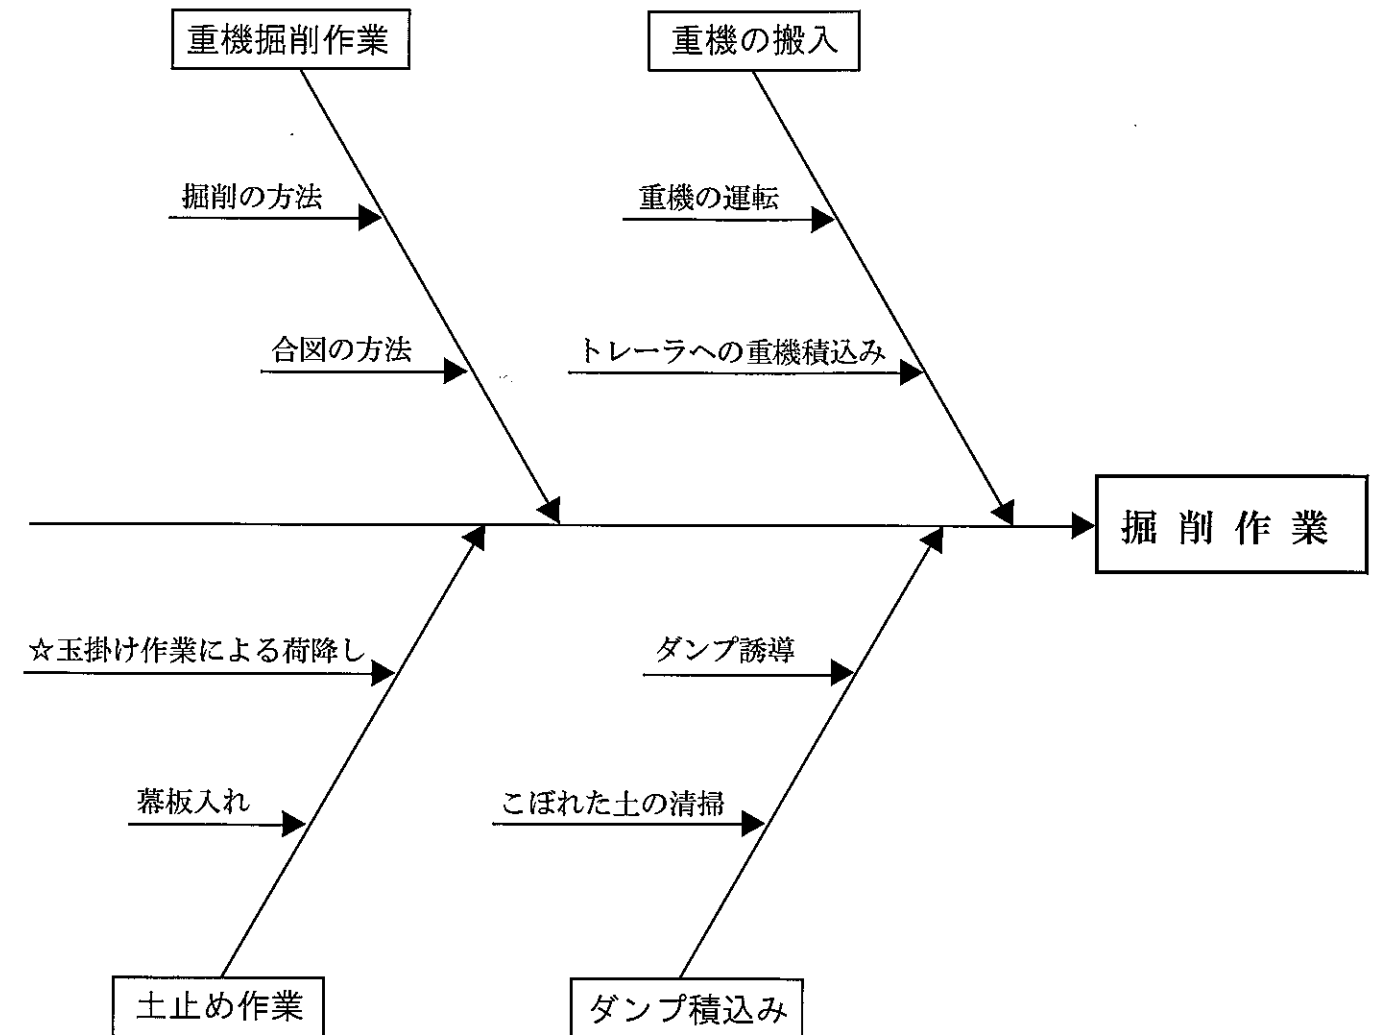 重機掘削作業
重機の搬入
掘削の方法
重機の運転
合図の方法
トレーラへの重機積込み
掘削作業
☆玉掛け作業による荷降し
ダンプ誘導
幕板入れ
こぼれた土の清掃
土止め作業
ダンプ積込み